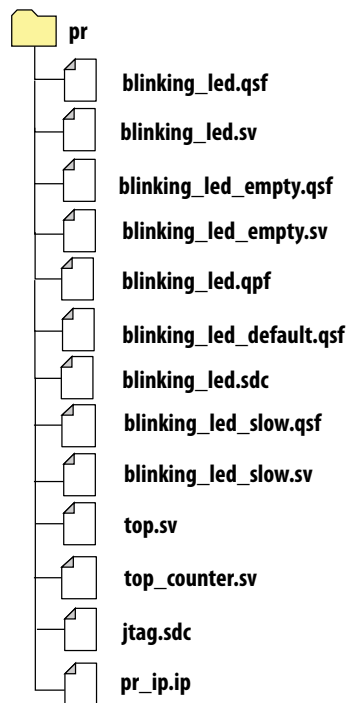 pr
blinking_led.qsf
blinking_led.sv
blinking_led_empty.qsf
blinking_led_empty.sv
blinking_led.qpf
blinking_led_default.qsf
blinking_led.sdc
blinking_led_slow.qsf
blinking_led_slow.sv
top.sv
top_counter.sv
jtag.sdc
pr_ip.ip